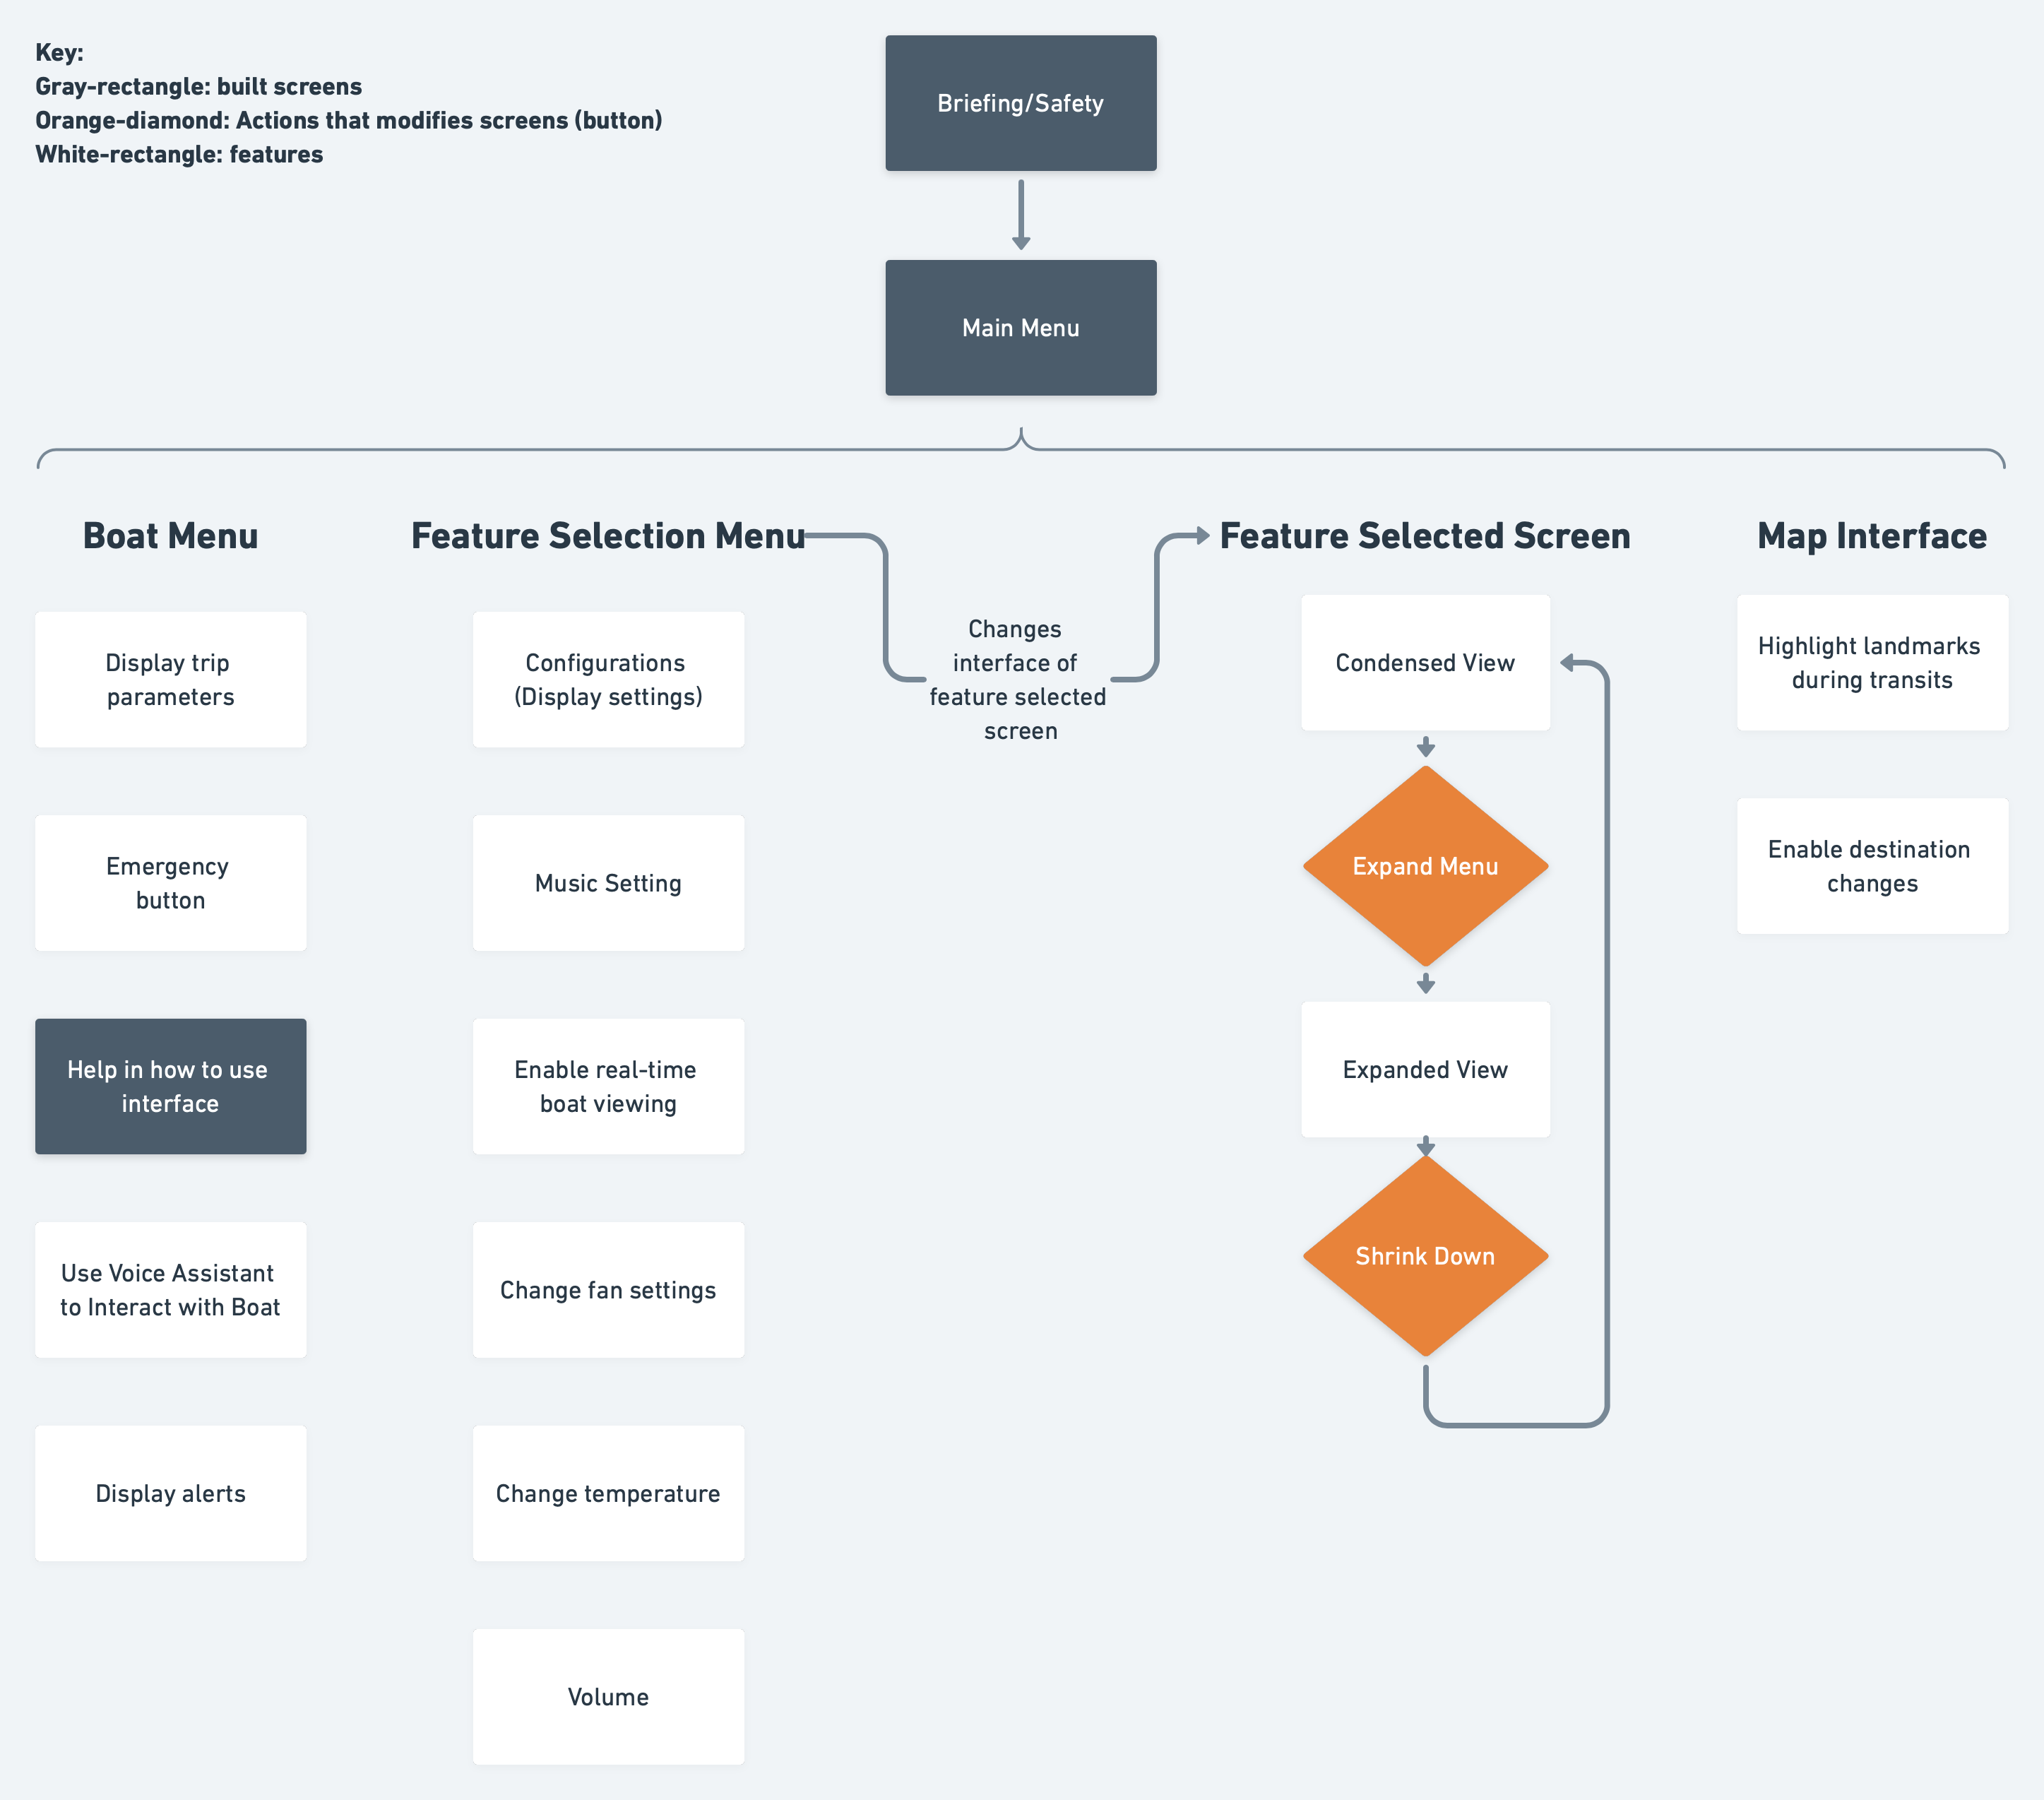 Key:
Gray-rectangle: built screens
Orange-diamond: Actions that modifies screens (button)
White-rectangle: features
Briefing/Safety
Main Menu
Boat Menu
Display trip
parameters
Emergency
button
Help in how to use
interface
Use Voice Assistant
to Interact with Boat
Display alerts
Feature Selection Menu
Configurations
(Display settings)
Music Setting
Enable real-time
boat viewing
Change fan settings
Change temperature
Volume
Changes
interface of
feature selected
screen
Feature Selected Screen
Condensed View
Expand Menu
Expanded View
Shrink Down
Map Interface
Highlight landmarks
during transits
Enable destination
changes